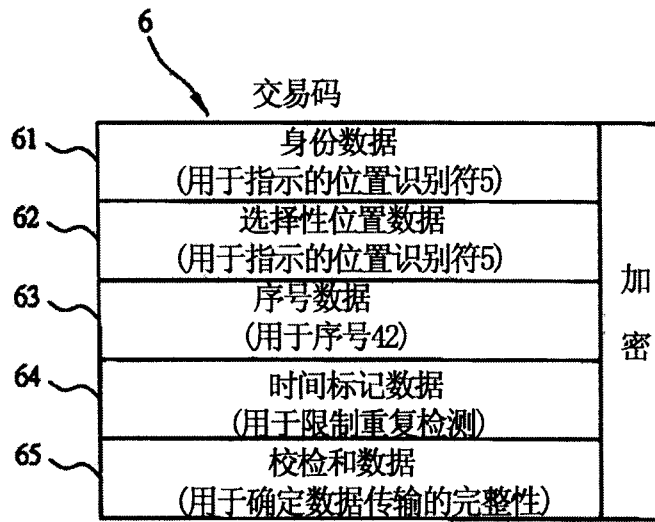 6
交易码
61
身份数据
(用于指示的位置识别符5)
62
选择性位置数据
(用于指示的位置识别符5)
63
序号数据
(用于序号42)
64
时间标记数据
(用于限制重复检测)
65
校检和数据
(用于确定数据传输的完整性)
加
密